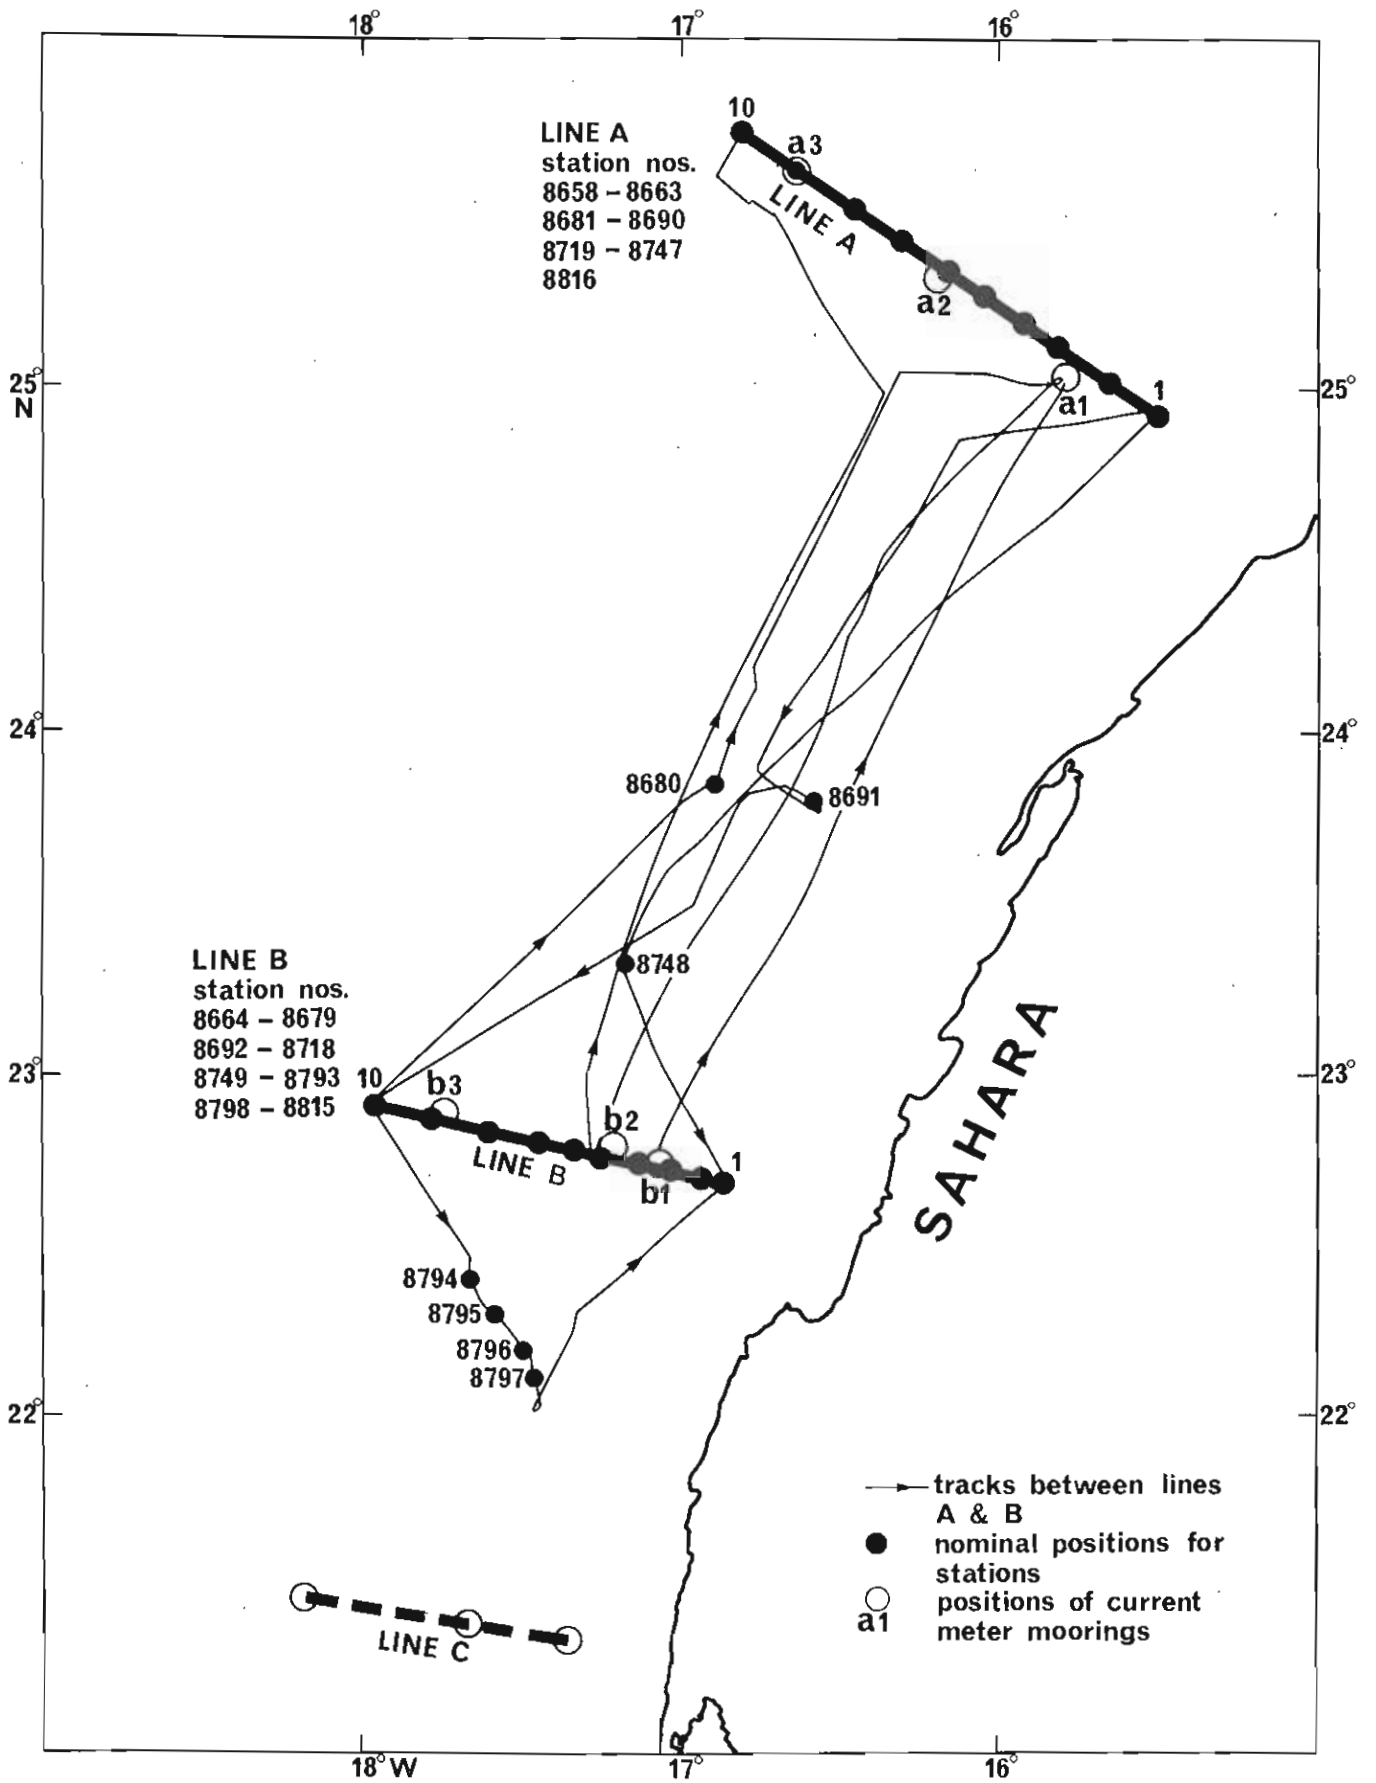 18° 17° 16°
10
a3
LINE A
station nos.
8658 – 8663
8681 – 8690
8719 – 8747
8816
LINE A
a2
25°
N
25°
a1
1
24°
24°
8680
8691
8748
LINE B
station nos.
8664 – 8679
8692 – 8718
8749 – 8793
8798 – 8815
23°
23°
10
b3
b2
LINE B
b1
1
SAHARA
8794
8795
8796
8797
22°
22°
tracks between lines
A & B
nominal positions for
stations
positions of current
a1 meter moorings
LINE C
18°W 17° 16°